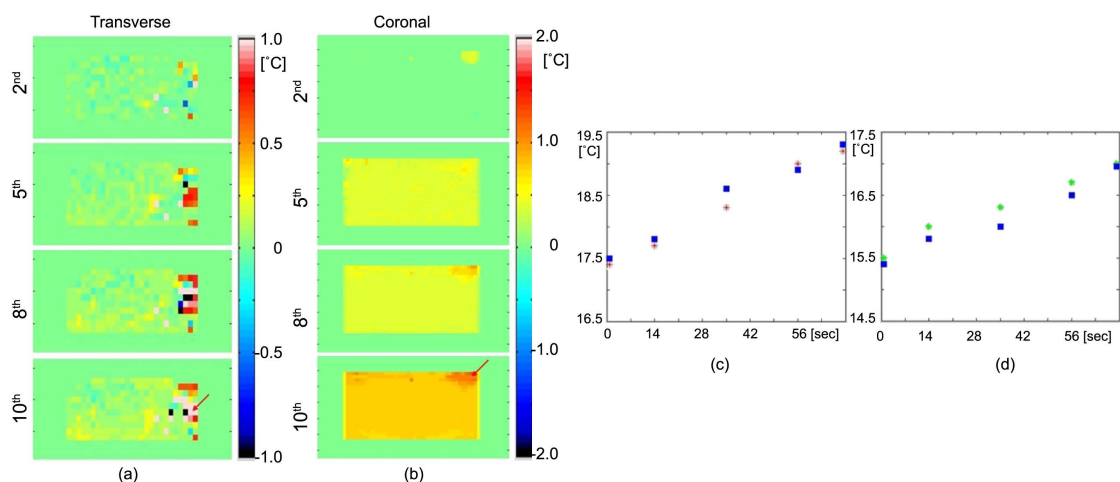 Transverse
Coronal
2nd
5th
8th
10th
1.0
[˚C]
0.5
0
-0.5
-1.0
(a)
2nd
5th
8th
10th
2.0
[˚C]
1.0
0
-1.0
-2.0
(b)
19.5
[˚C]
18.5
17.5
16.5
0 14 28 42 56 [sec]
(c)
17.5
[˚C]
16.5
15.5
14.5
0 14 28 42 56 [sec]
(d)